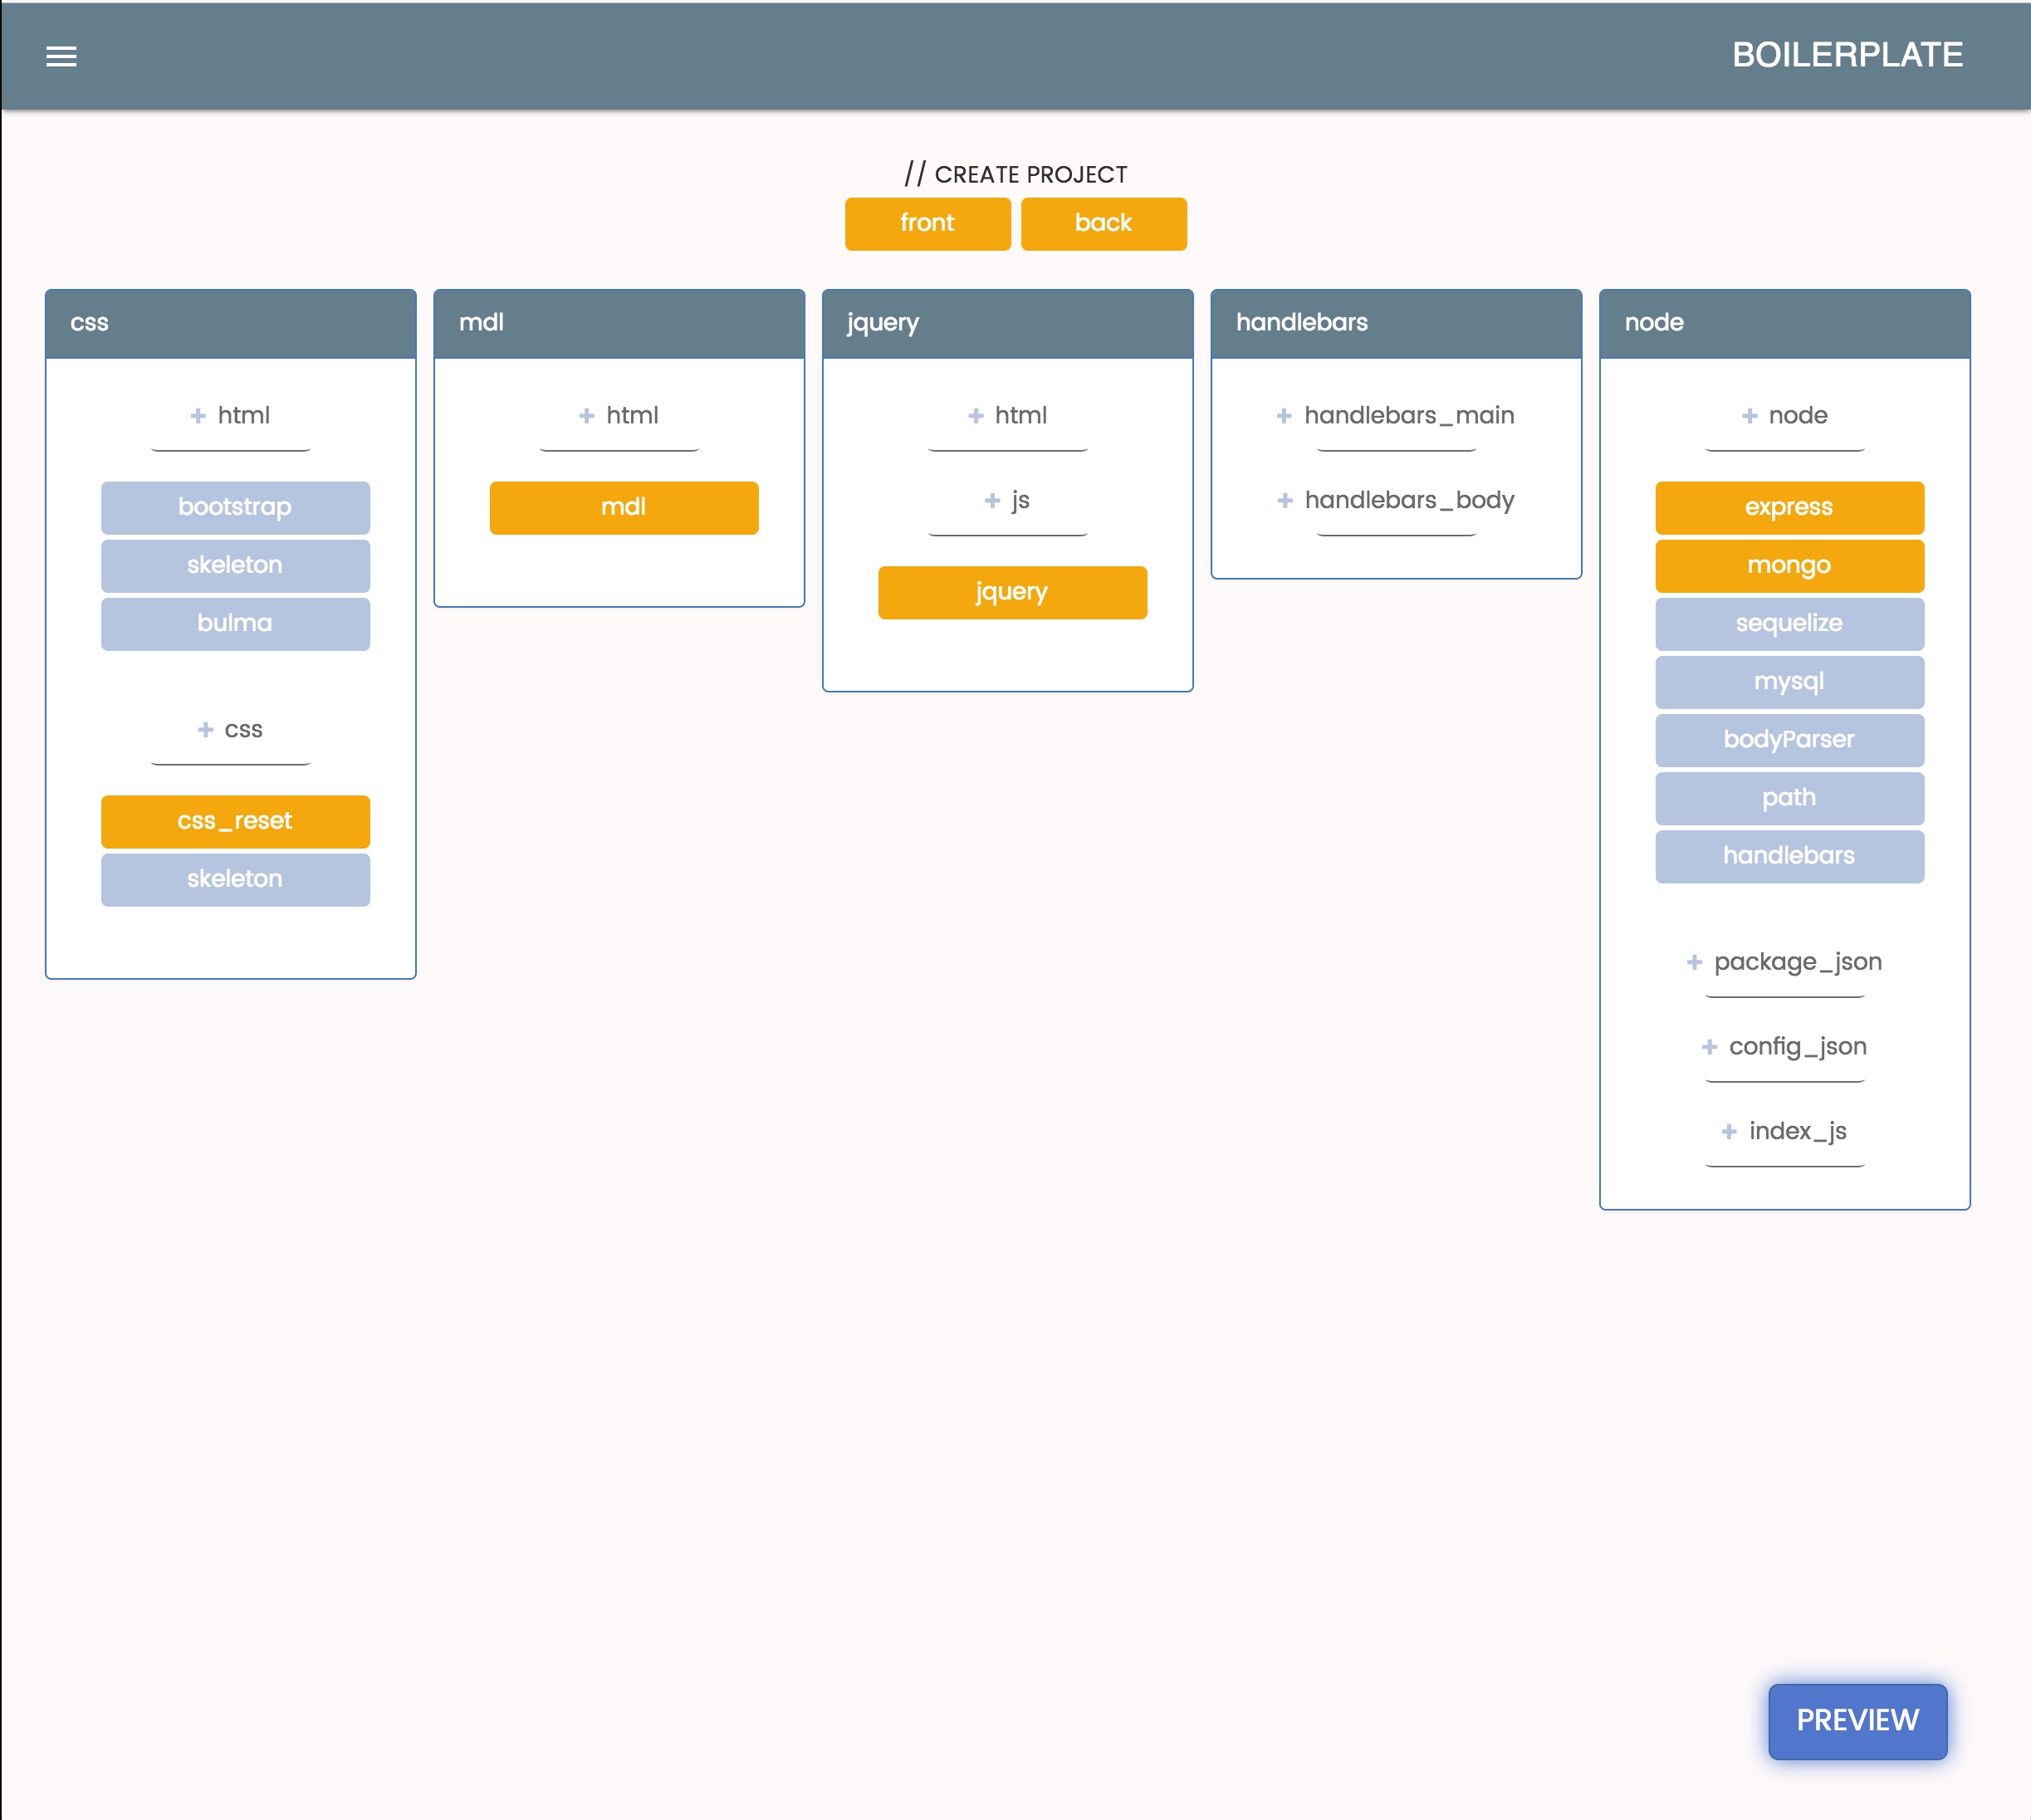 BOILERPLATE
// CREATE PROJECT
front
back
css
+ html
bootstrap
skeleton
bulma
+ css
css_reset
skeleton
mdl
+ html
mdl
jquery
+ html
+ js
jquery
handlebars
+ handlebars_main
+ handlebars_body
node
+ node
express
mongo
sequelize
mysql
bodyParser
path
handlebars
+ package_json
+ config_json
+ index_js
PREVIEW